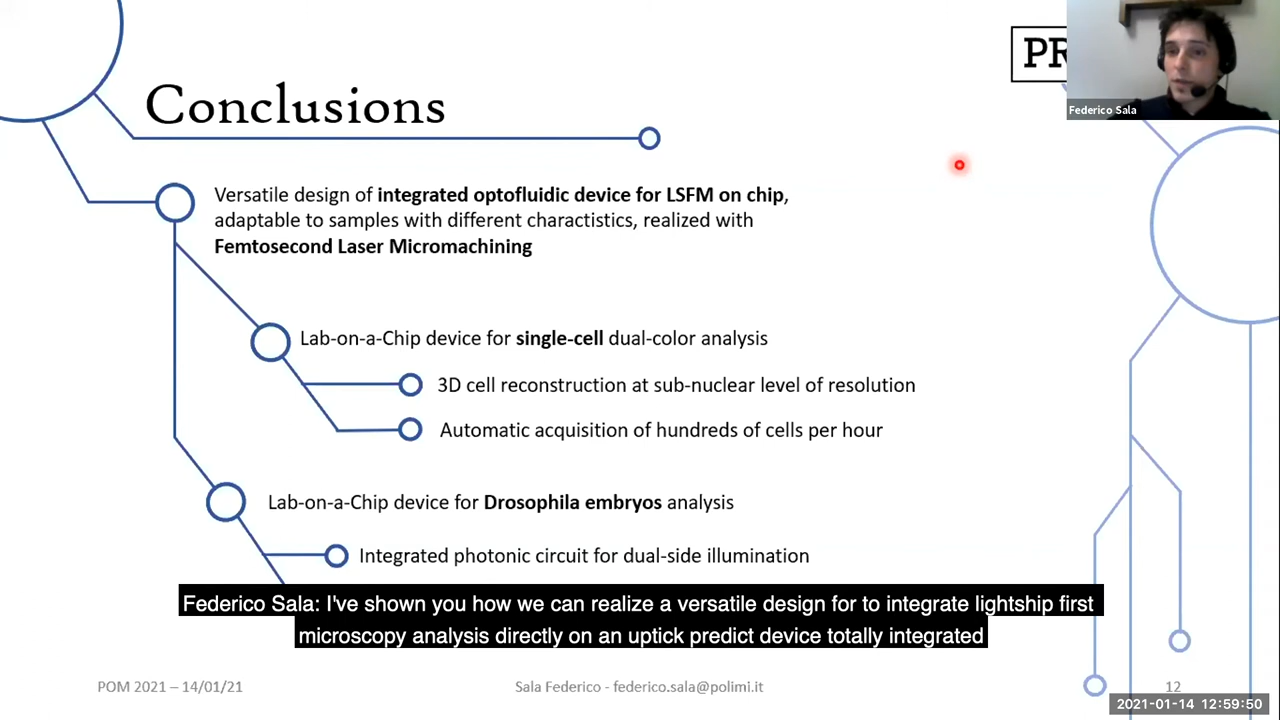 PR
Federico Sala
Conclusions
Versatile design of integrated optofluidic device for LSFM on chip,
adaptable to samples with different charactistics, realized with
Femtosecond Laser Micromachining
Lab-on-a-Chip device for single-cell dual-color analysis
3D cell reconstruction at sub-nuclear level of resolution
Automatic acquisition of hundreds of cells per hour
Lab-on-a-Chip device for Drosophila embryos analysis
Integrated photonic circuit for dual-side illumination
Federico Sala: I've shown you how we can realize a versatile design for to integrate lightship first
microscopy analysis directly on an uptick predict device totally integrated
POM 2021 – 14/01/21
Sala Federico - federico.sala@polimi.it
12
2021-01-14 12:59:50